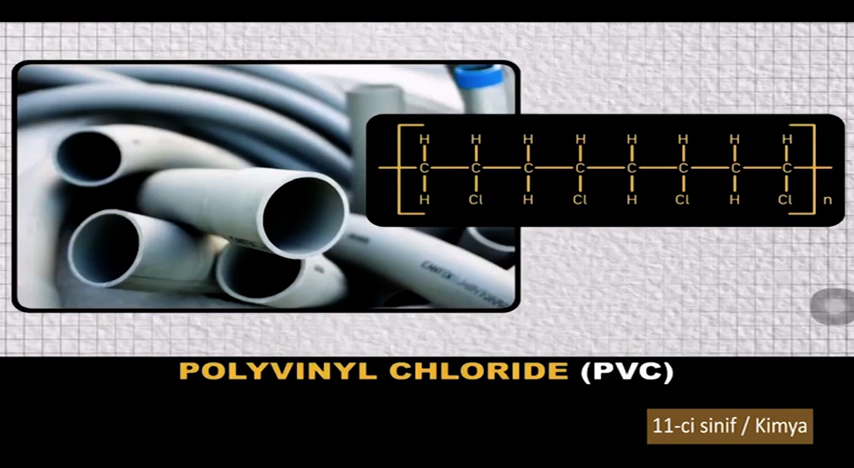 H H H H H H H H
C C C C C C C C
H Cl H Cl H Cl H Cl n
POLYVINYL CHLORIDE (PVC)
11-ci sinif / Kimya